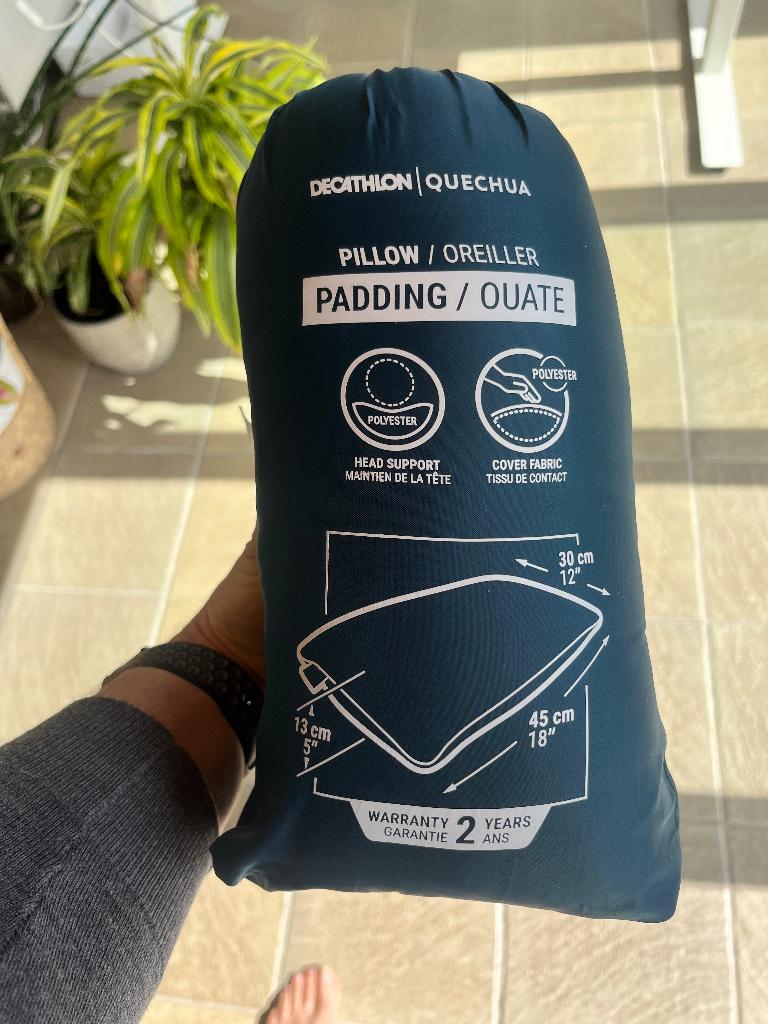 DECATHLON | QUECHUA
PILLOW / OREILLER
PADDING / OUATE
POLYESTER
POLYESTER
HEAD SUPPORT
MAINTIEN DE LA TÊTE
COVER FABRIC
TISSU DE CONTACT
30 cm
12"
13 cm
5"
45 cm
18"
WARRANTY 2 YEARS
GARANTIE ANS